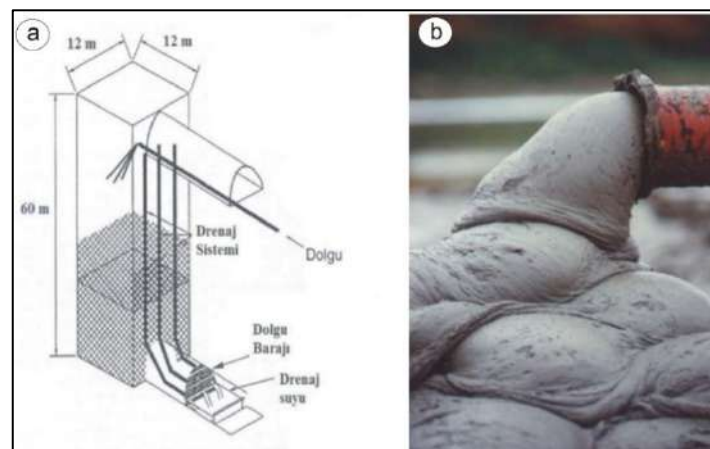 a
b
12 m
12 m
60 m
Drenaj
Sistemi
Dolgu
Dolgu
Barajı
Drenaj
suyu